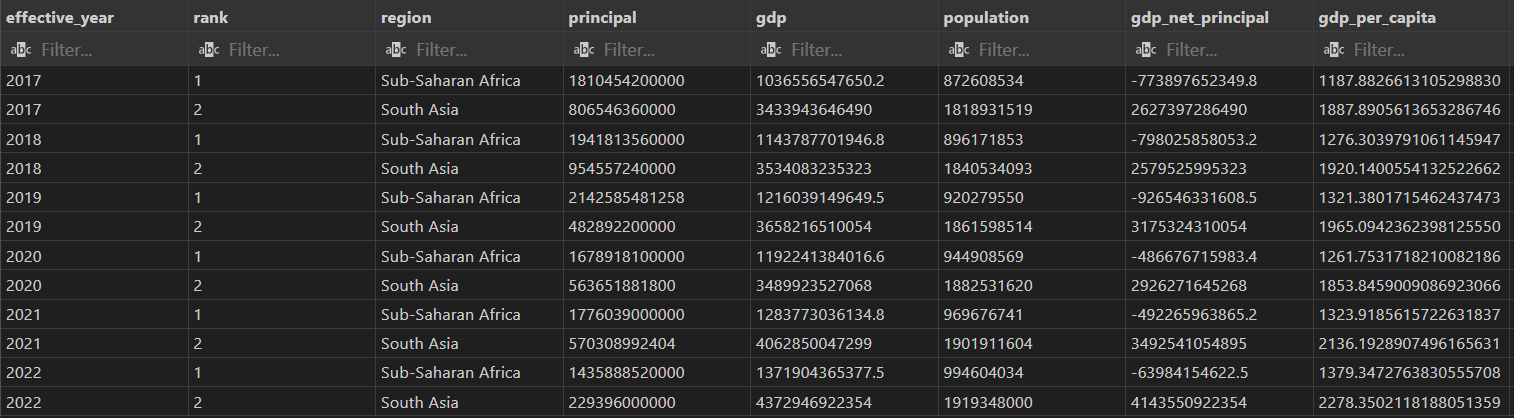 effective_year rank region principal gdp population gdp_net_principal gdp_per_capita
abc Filter... abc Filter... abc Filter... abc Filter... abc Filter... abc Filter... abc Filter... abc Filter...
2017 1 Sub-Saharan Africa 1810454200000 1036556547650.2 872608534 -773897652349.8 1187.8826613105298830
2017 2 South Asia 806546360000 3433943646490 1818931519 2627397286490 1887.8905613653286746
2018 1 Sub-Saharan Africa 1941813560000 1143787701946.8 896171853 -798025858053.2 1276.3039791061145947
2018 2 South Asia 954557240000 3534083235323 1840534093 2579525995323 1920.1400554132522662
2019 1 Sub-Saharan Africa 2142585481258 1216039149649.5 920279550 -926546331608.5 1321.3801715462437473
2019 2 South Asia 482892200000 3658216510054 1861598514 3175324310054 1965.0942362398125550
2020 1 Sub-Saharan Africa 1678918100000 1192241384016.6 944908569 -486676715983.4 1261.7531718210082186
2020 2 South Asia 563651881800 3489923527068 1882531620 2926271645268 1853.8459009086923066
2021 1 Sub-Saharan Africa 1776039000000 1283773036134.8 969676741 -492265963865.2 1323.9185615722631837
2021 2 South Asia 570308992404 4062850047299 1901911604 3492541054895 2136.1928907496165631
2022 1 Sub-Saharan Africa 1435888520000 1371904365377.5 994604034 -63984154622.5 1379.3472763830555708
2022 2 South Asia 229396000000 4372946922354 1919348000 4143550922354 2278.3502118188051359